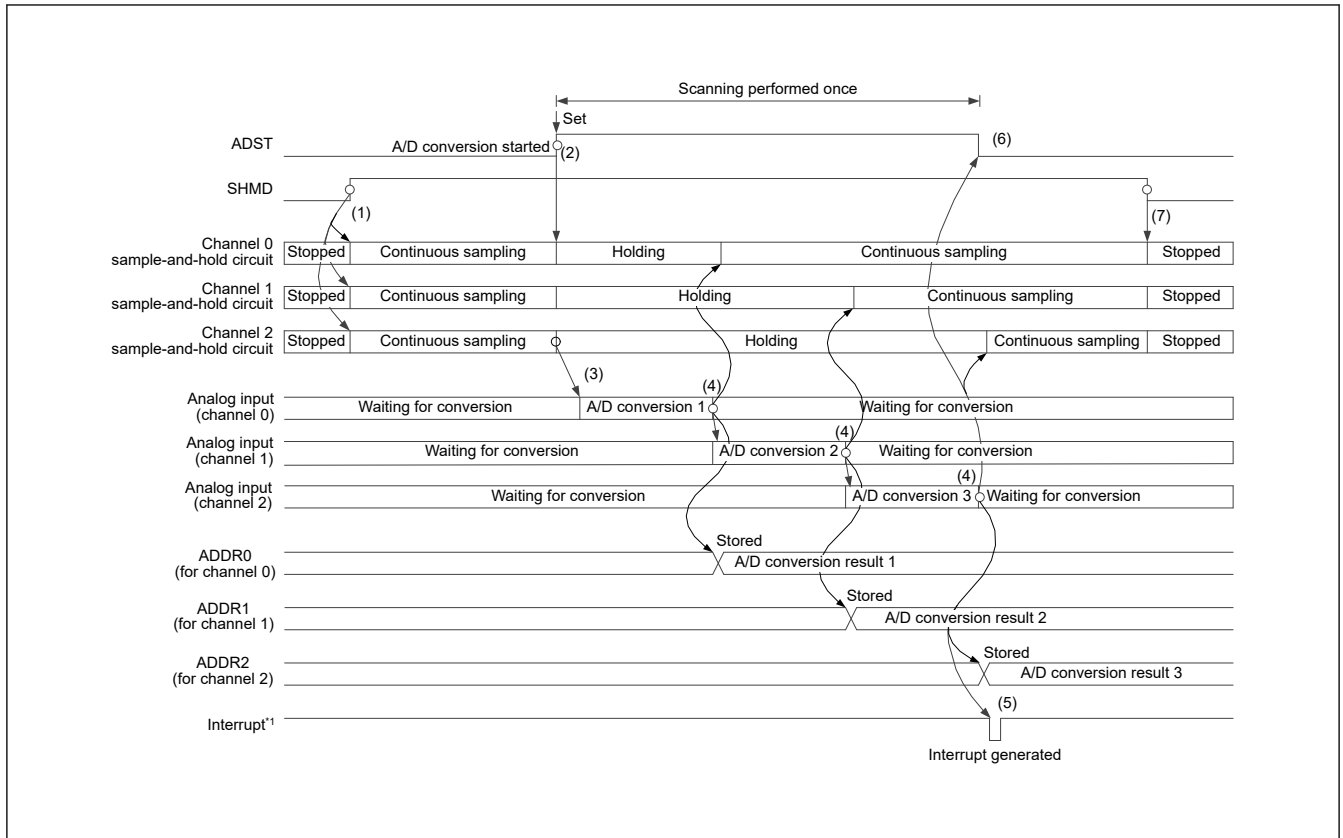 Scanning performed once
Set
ADST
A/D conversion started
(2)
(6)
SHMD
(1)
(7)
Channel 0
sample-and-hold circuit
Stopped
Continuous sampling
Holding
Continuous sampling
Stopped
Channel 1
sample-and-hold circuit
Stopped
Continuous sampling
Holding
Continuous sampling
Stopped
Channel 2
sample-and-hold circuit
Stopped
Continuous sampling
Holding
Continuous sampling
Stopped
(3)
(4)
Analog input
(channel 0)
Waiting for conversion
A/D conversion 1
Waiting for conversion
(4)
Analog input
(channel 1)
Waiting for conversion
A/D conversion 2
Waiting for conversion
(4)
Analog input
(channel 2)
Waiting for conversion
A/D conversion 3
Waiting for conversion
Stored
ADDR0
(for channel 0)
A/D conversion result 1
Stored
ADDR1
(for channel 1)
A/D conversion result 2
Stored
ADDR2
(for channel 2)
A/D conversion result 3
(5)
Interrupt*1
Interrupt generated